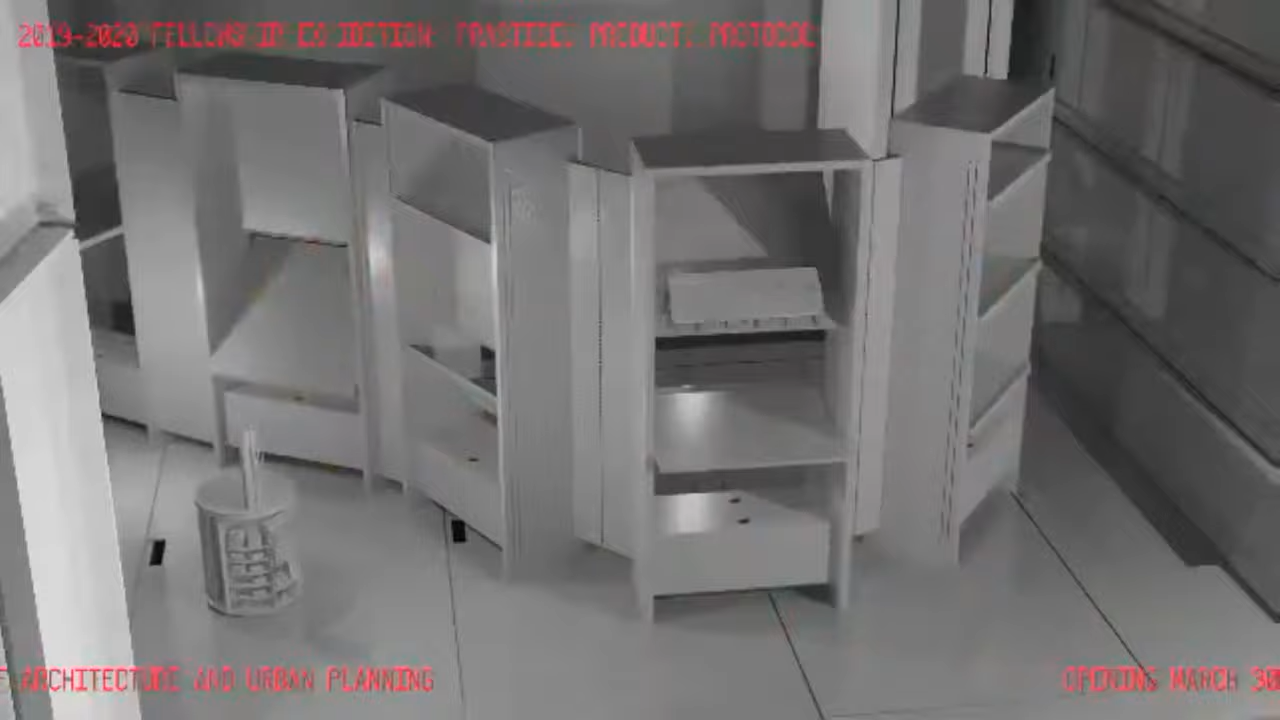 2019-2020 FELLOWSHIP EXHIBITION: PRACTICE, PRODUCT, PROTOCOL
ARCHITECTURE AND URBAN PLANNING
OPENING MARCH 30